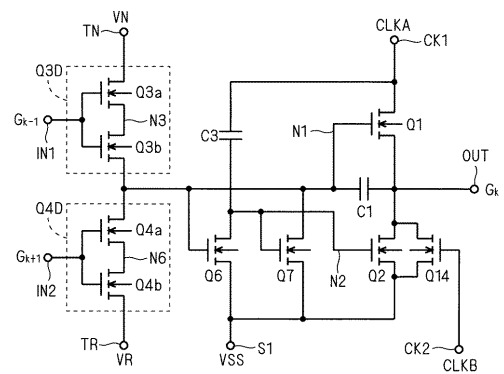 VN
TN
CLKA
CK1
Q3D
Q3a
N3
Q3b
Gk-1
IN1
C3
N1
Q1
OUT
C1
Gk
Q4D
Q4a
N6
Q4b
Gk+1
IN2
Q6
Q7
N2
Q2
Q14
TR
VR
S1
VSS
CK2
CLKB